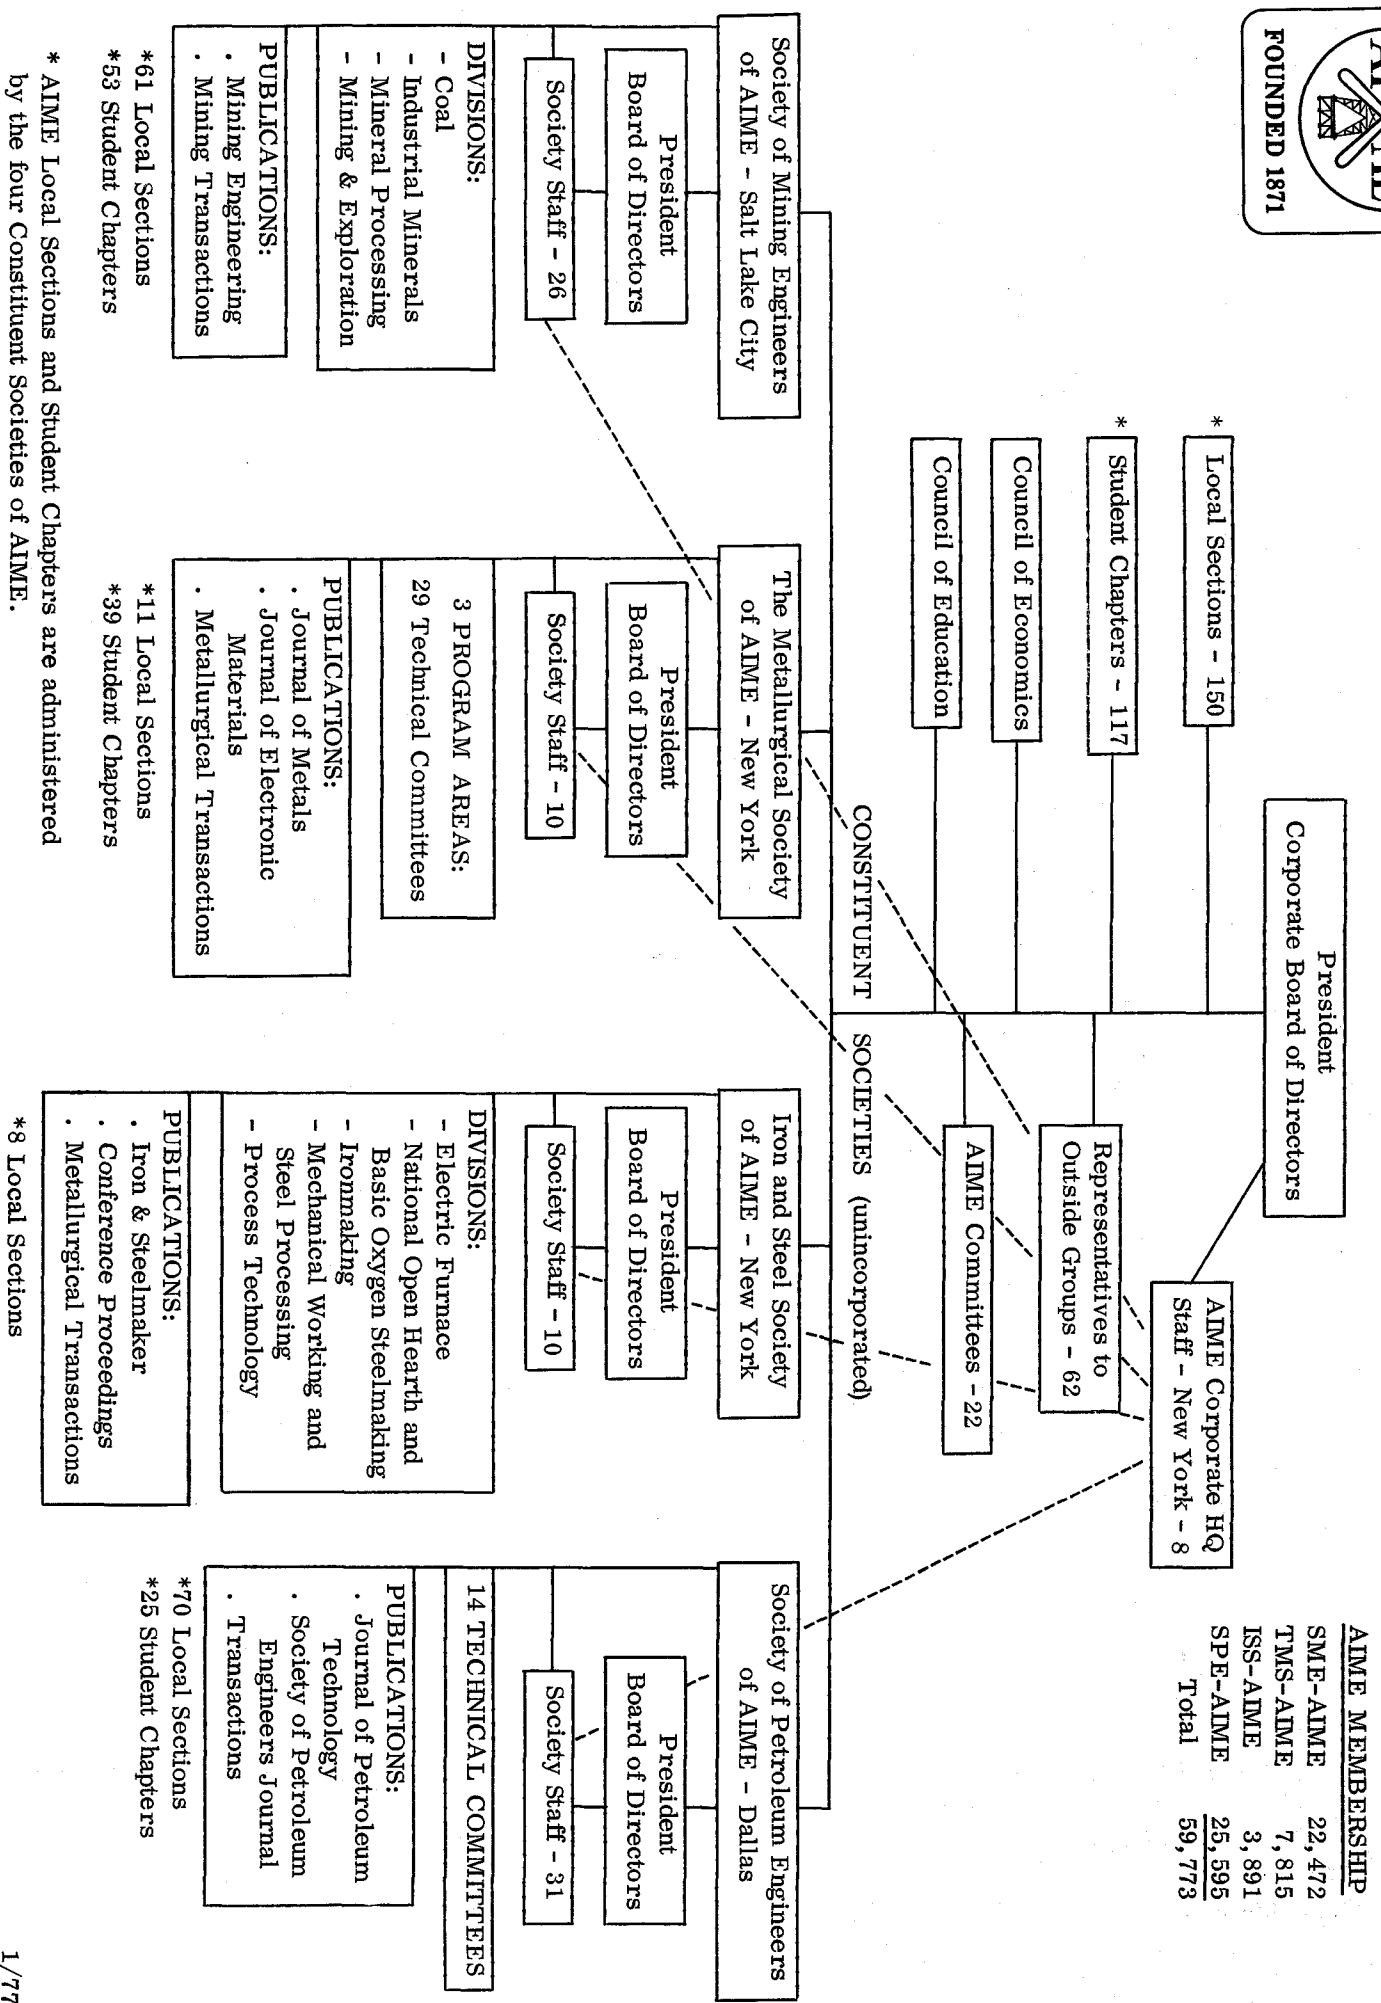 FOUNDED 1871
President
Corporate Board of Directors
AIME Corporate HQ
Staff - New York - 8
AIME MEMBERSHIP
SME-AIME 22,472
TMS-AIME 7,815
ISS-AIME 3,891
SPE-AIME 25,595
Total 59,773
* Local Sections - 150
* Student Chapters - 117
Council of Economics
Council of Education
Representatives to
Outside Groups - 62
AIME Committees - 22
CONSTITUENT SOCIETIES (unincorporated)
Society of Mining Engineers
of AIME - Salt Lake City
President
Board of Directors
Society Staff - 26
DIVISIONS:
- Coal
- Industrial Minerals
- Mineral Processing
- Mining & Exploration
PUBLICATIONS:
. Mining Engineering
. Mining Transactions
*61 Local Sections
*53 Student Chapters
The Metallurgical Society
of AIME - New York
President
Board of Directors
Society Staff - 10
3 PROGRAM AREAS:
29 Technical Committees
PUBLICATIONS:
. Journal of Metals
. Journal of Electronic
Materials
. Metallurgical Transactions
*11 Local Sections
*39 Student Chapters
Iron and Steel Society
of AIME - New York
President
Board of Directors
Society Staff - 10
DIVISIONS:
- Electric Furnace
- National Open Hearth and
Basic Oxygen Steelmaking
- Ironmaking
- Mechanical Working and
Steel Processing
- Process Technology
PUBLICATIONS:
. Iron & Steelmaker
. Conference Proceedings
. Metallurgical Transactions
*8 Local Sections
Society of Petroleum Engineers
of AIME - Dallas
President
Board of Directors
Society Staff - 31
14 TECHNICAL COMMITTEES
PUBLICATIONS:
. Journal of Petroleum
Technology
. Society of Petroleum
Engineers Journal
. Transactions
*70 Local Sections
*25 Student Chapters
* AIME Local Sections and Student Chapters are administered
by the four Constituent Societies of AIME.
1/77